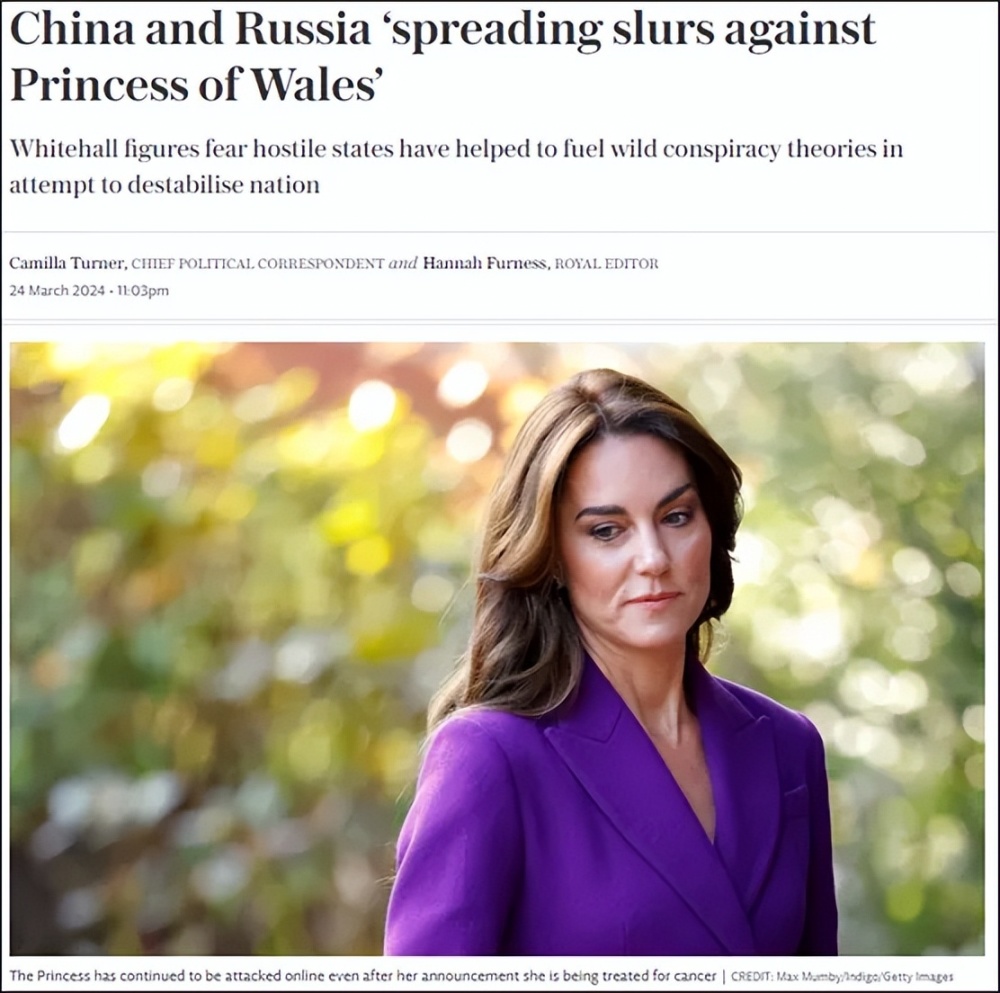 China and Russia ‘spreading slurs against
Princess of Wales’
Whitehall figures fear hostile states have helped to fuel wild conspiracy theories in
attempt to destabilise nation
Camilla Turner, CHIEF POLITICAL CORRESPONDENT and Hannah Furness, ROYAL EDITOR
24 March 2024 • 11:03pm
The Princess has continued to be attacked online even after her announcement she is being treated for cancer | CREDIT: Max Mumby/Indigo/Getty Images